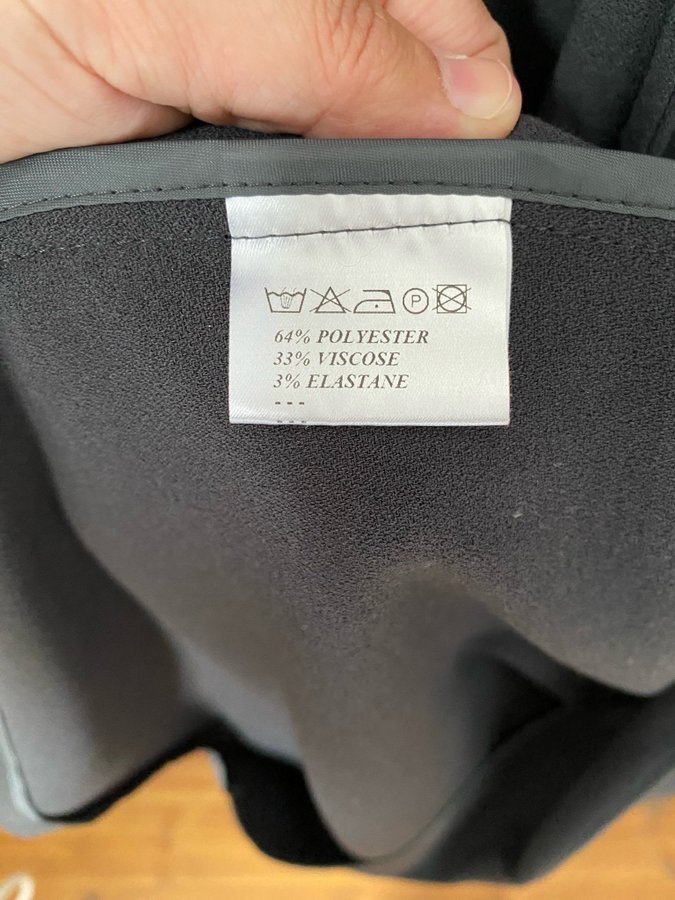 P
64% POLYESTER
33% VISCOSE
3% ELASTANE
---